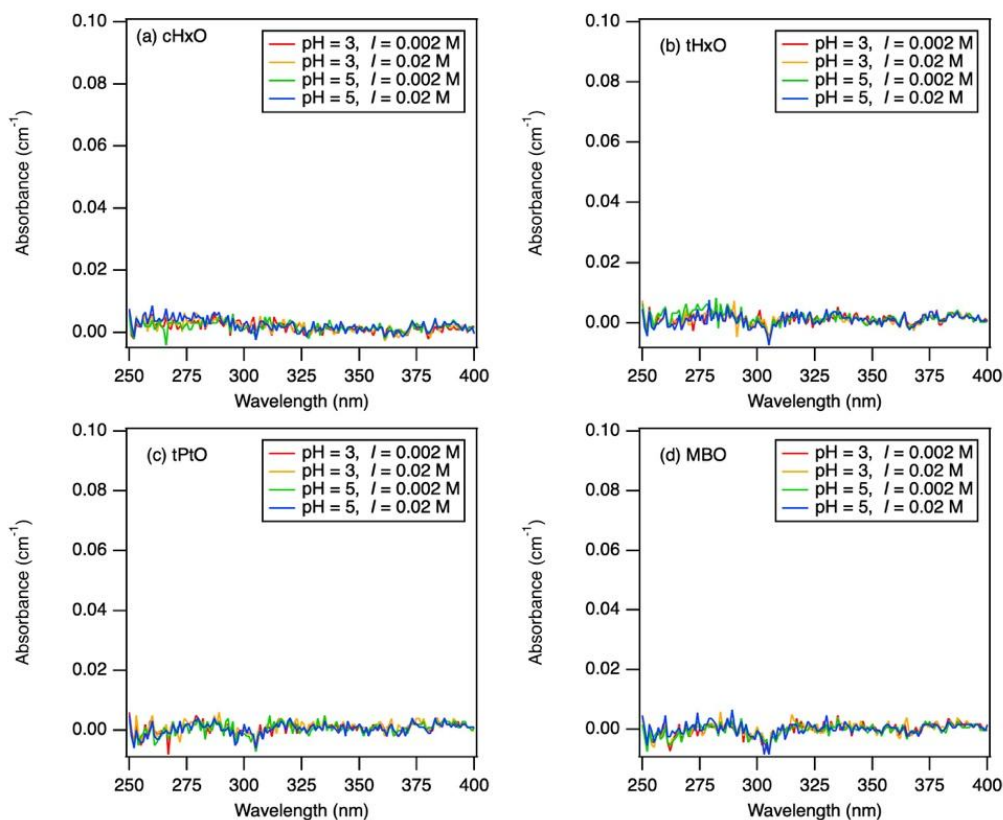 (a) cHxO
pH = 3, I = 0.002 M
pH = 3, I = 0.02 M
pH = 5, I = 0.002 M
pH = 5, I = 0.02 M
0.10
0.08
0.06
0.04
0.02
0.00
Absorbance (cm⁻¹)
250 275 300 325 350 375 400
Wavelength (nm)
(b) tHxO
pH = 3, I = 0.002 M
pH = 3, I = 0.02 M
pH = 5, I = 0.002 M
pH = 5, I = 0.02 M
0.10
0.08
0.06
0.04
0.02
0.00
Absorbance (cm⁻¹)
250 275 300 325 350 375 400
Wavelength (nm)
(c) tPtO
pH = 3, I = 0.002 M
pH = 3, I = 0.02 M
pH = 5, I = 0.002 M
pH = 5, I = 0.02 M
0.10
0.08
0.06
0.04
0.02
0.00
Absorbance (cm⁻¹)
250 275 300 325 350 375 400
Wavelength (nm)
(d) MBO
pH = 3, I = 0.002 M
pH = 3, I = 0.02 M
pH = 5, I = 0.002 M
pH = 5, I = 0.02 M
0.10
0.08
0.06
0.04
0.02
0.00
Absorbance (cm⁻¹)
250 275 300 325 350 375 400
Wavelength (nm)